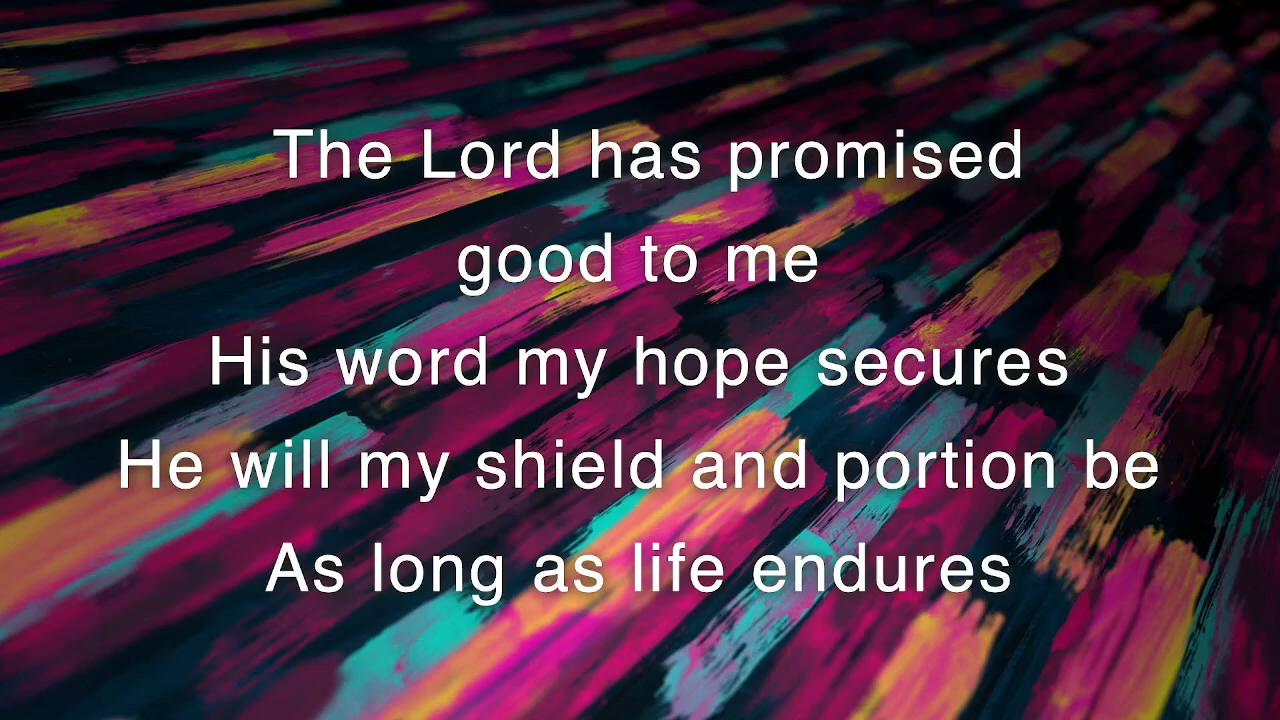 The Lord has promised
good to me
His word my hope secures
He will my shield and portion be
As long as life endures